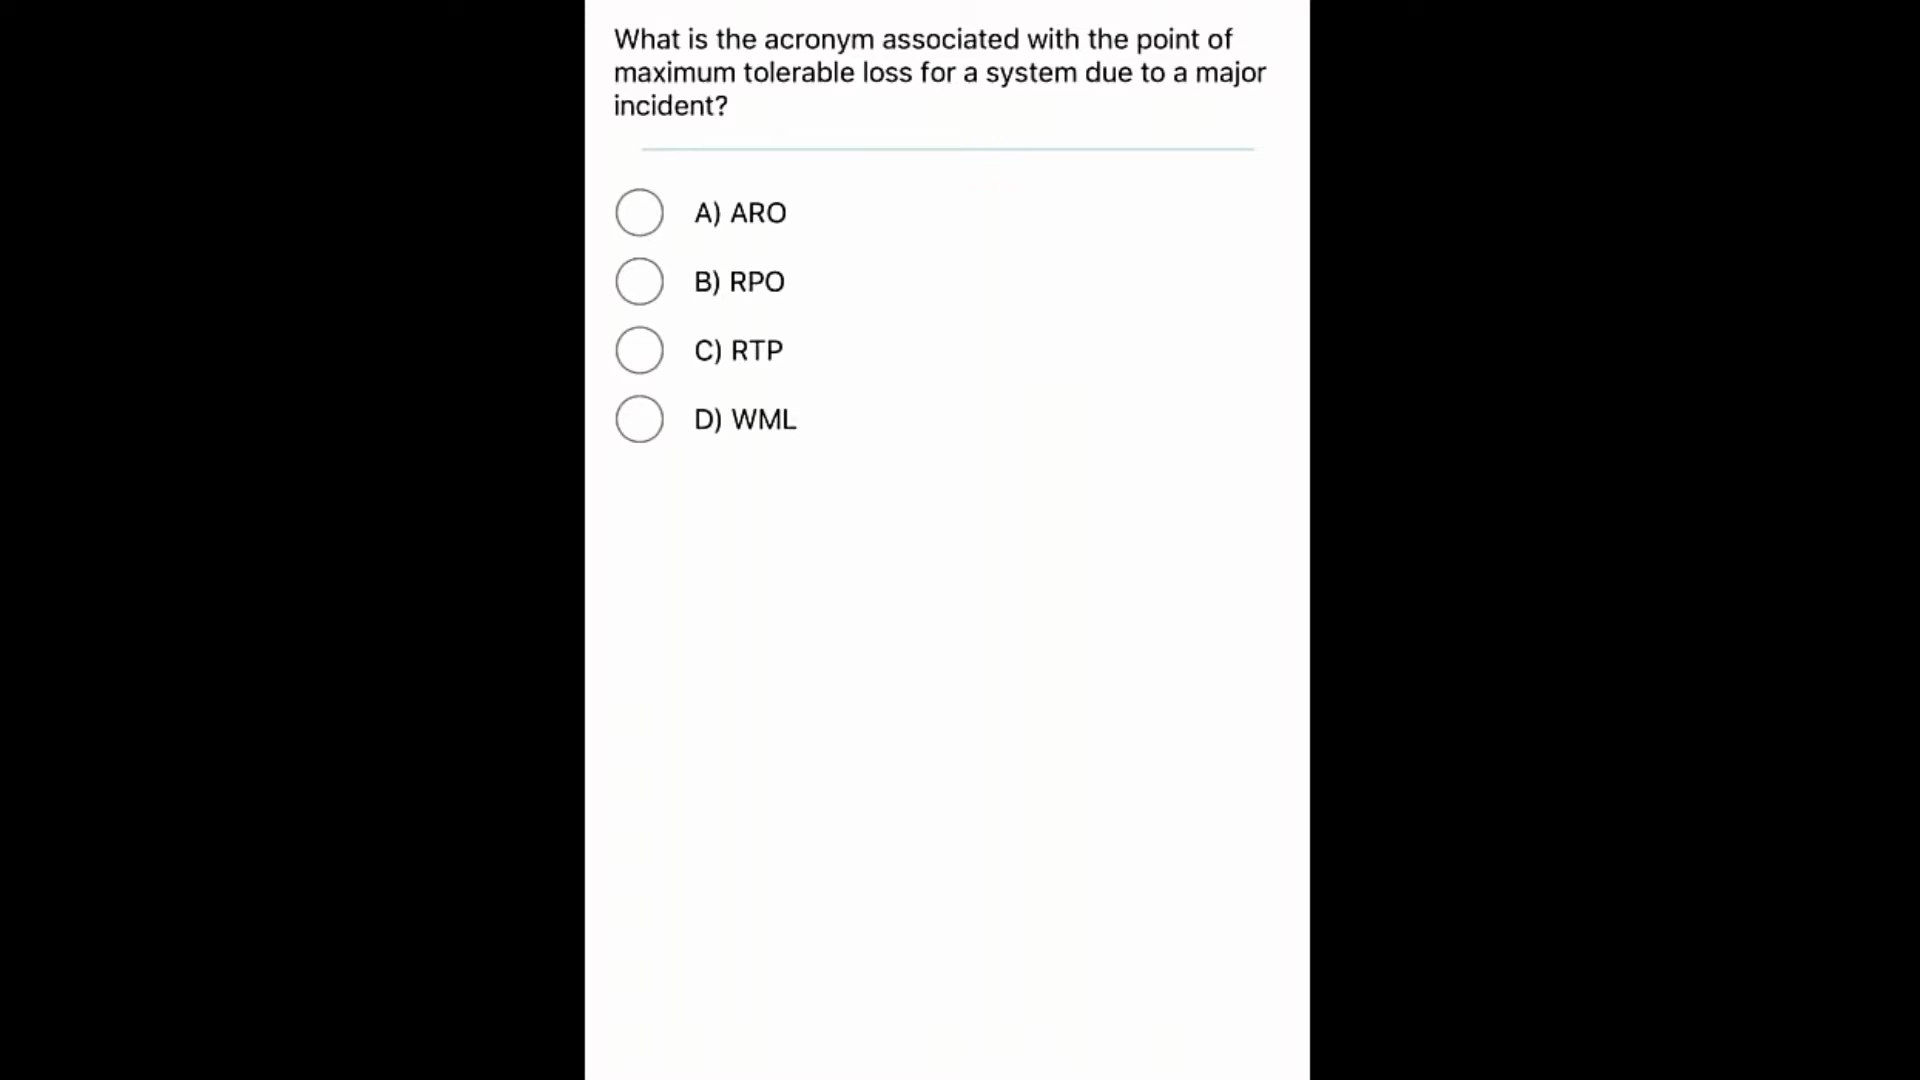 What is the acronym associated with the point of
maximum tolerable loss for a system due to a major
incident?
A) ARO
B) RPO
C) RTP
D) WML